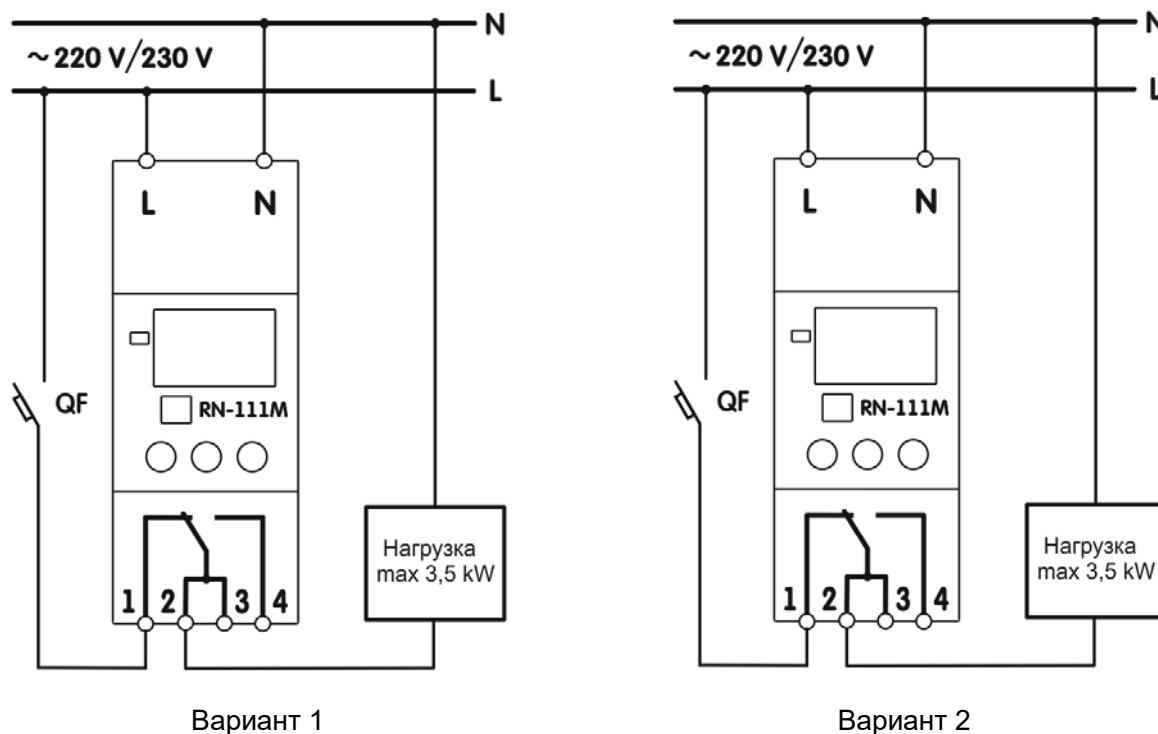 N
~ 220 V/230 V
L
L N
QF
RN-111M
Нагрузка
max 3,5 kW
1 2 3 4
Вариант 1
N
~ 220 V/230 V
L
L N
QF
RN-111M
Нагрузка
max 3,5 kW
1 2 3 4
Вариант 2